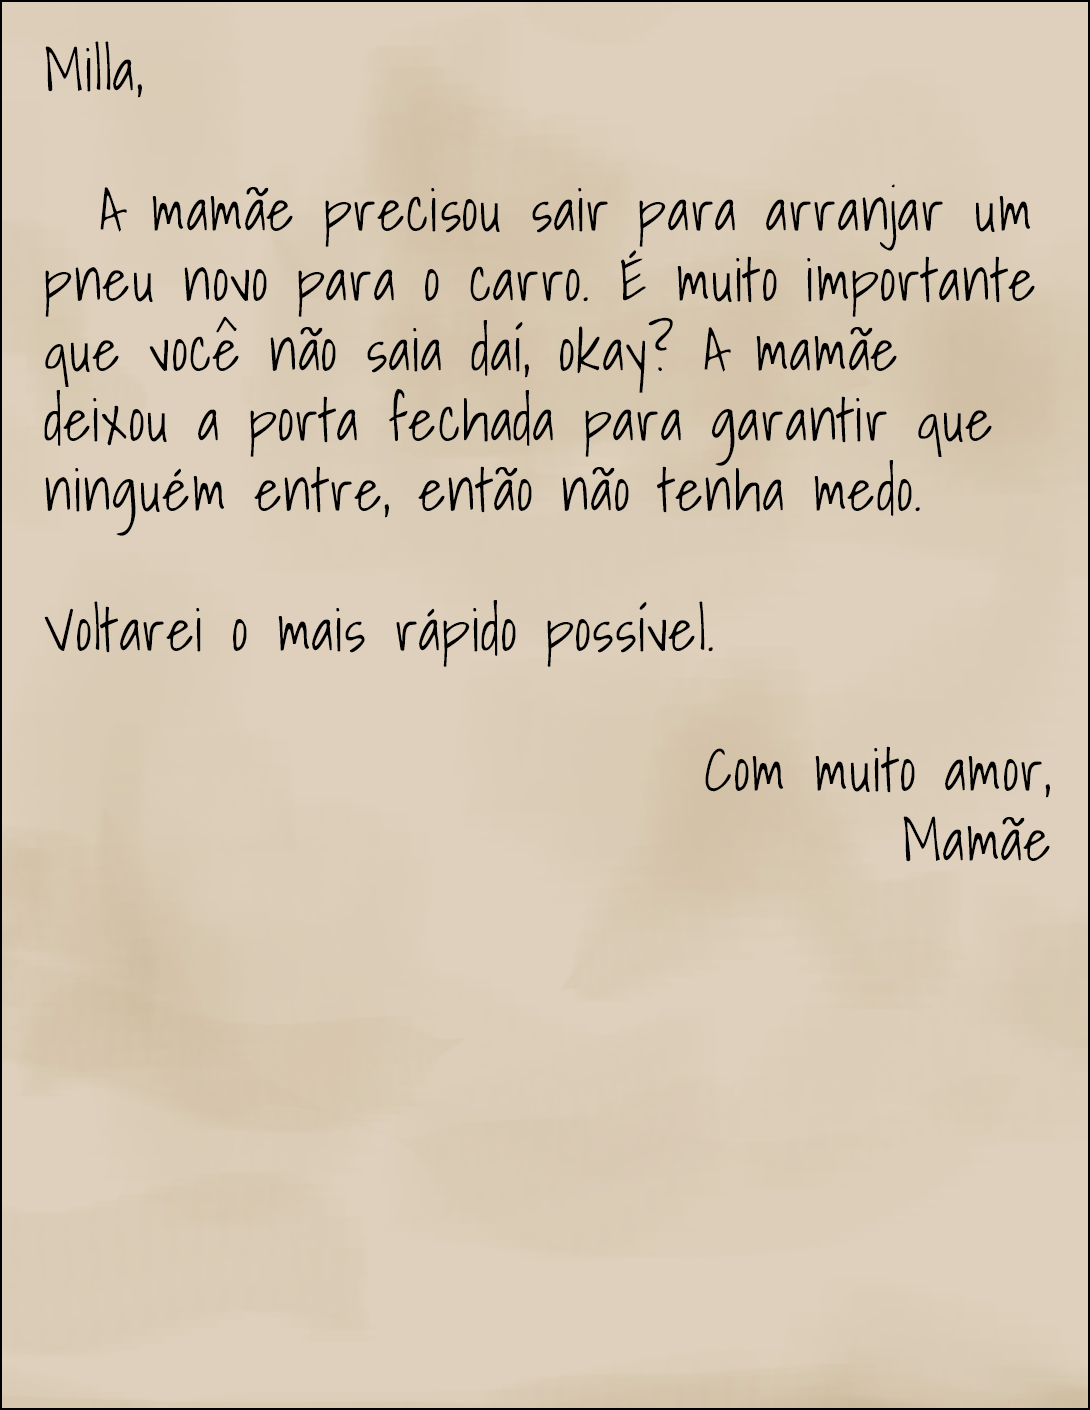 Milla,
A mamãe precisou sair para arranjar um
pneu novo para o carro. É muito importante
que você não saia daí, okay? A mamãe
deixou a porta fechada para garantir que
ninguém entre, então não tenha medo.
Voltarei o mais rápido possível.
Com muito amor,
Mamãe